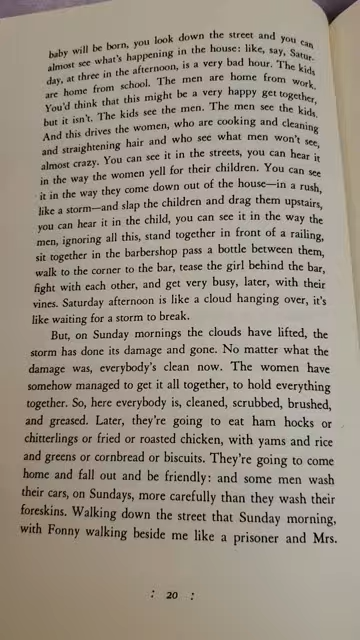 baby will be born, you look down the street and you can
almost see what's happening in the house: like, say, Satur-
day, at three in the afternoon, is a very bad hour. The kids
are home from school. The men are home from work.
You'd think that this might be a very happy get together,
but it isn't. The kids see the men. The men see the kids.
And this drives the women, who are cooking and cleaning
and straightening hair and who see what men won't see,
almost crazy. You can see it in the streets, you can hear it
in the way the women yell for their children. You can see
it in the way they come down out of the house—in a rush,
like a storm—and slap the children and drag them upstairs,
you can hear it in the child, you can see it in the way the
men, ignoring all this, stand together in front of a railing,
sit together in the barbershop pass a bottle between them,
walk to the corner to the bar, tease the girl behind the bar,
fight with each other, and get very busy, later, with their
vines. Saturday afternoon is like a cloud hanging over, it's
like waiting for a storm to break.
But, on Sunday mornings the clouds have lifted, the
storm has done its damage and gone. No matter what the
damage was, everybody's clean now. The women have
somehow managed to get it all together, to hold everything
together. So, here everybody is, cleaned, scrubbed, brushed,
and greased. Later, they're going to eat ham hocks or
chitterlings or fried or roasted chicken, with yams and rice
and greens or cornbread or biscuits. They're going to come
home and fall out and be friendly: and some men wash
their cars, on Sundays, more carefully than they wash their
foreskins. Walking down the street that Sunday morning,
with Fonny walking beside me like a prisoner and Mrs.
: 20 :